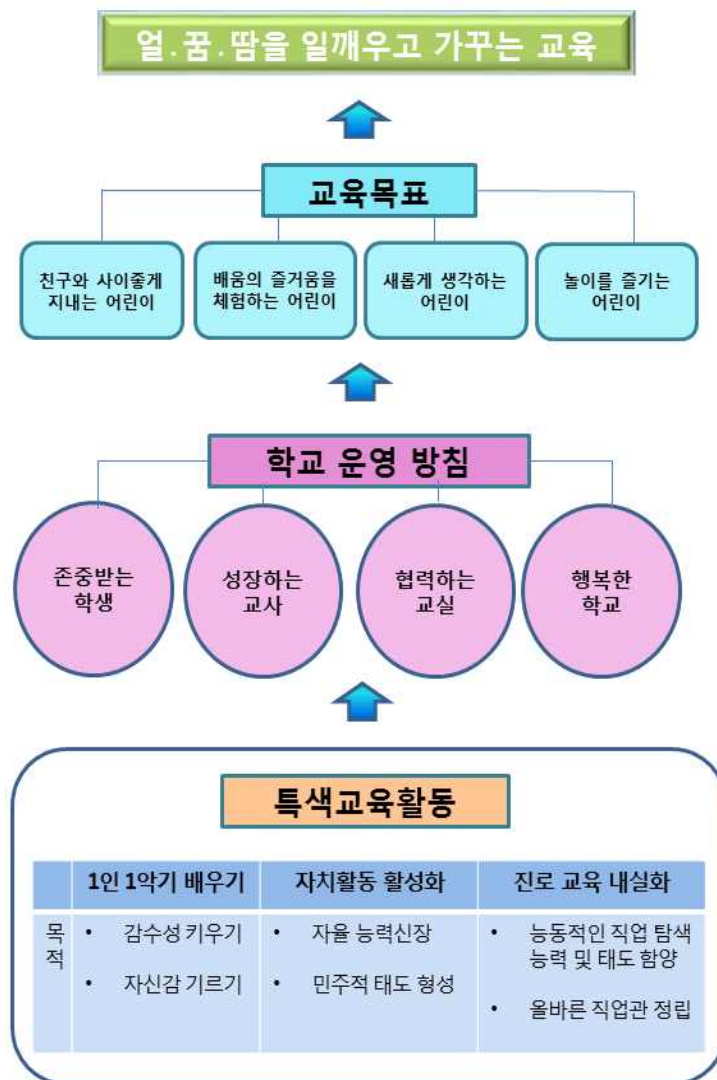 얼.꿈.땀을 일깨우고 가꾸는 교육
교육목표
친구와 사이좋게
지내는 어린이
배움의 즐거움을
체험하는 어린이
새롭게 생각하는
어린이
놀이를 즐기는
어린이
학교 운영 방침
존중받는
학생
성장하는
교사
협력하는
교실
행복한
학교
특색교육활동
1인 1악기 배우기
자치활동 활성화
진로 교육 내실화
목
적
• 감수성 키우기
• 자신감 기르기
• 자율 능력신장
• 민주적 태도 형성
• 능동적인 직업 탐색
능력 및 태도 함양
• 올바른 직업관 정립